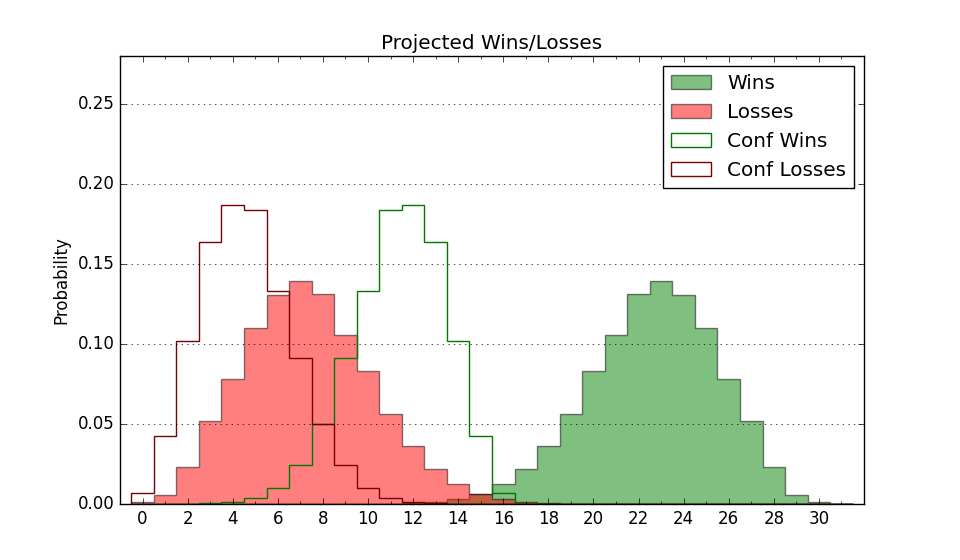 Projected Wins/Losses
Wins
Losses
Conf Wins
Conf Losses
Probability
0.25
0.20
0.15
0.10
0.05
0.00
0 2 4 6 8 10 12 14 16 18 20 22 24 26 28 30